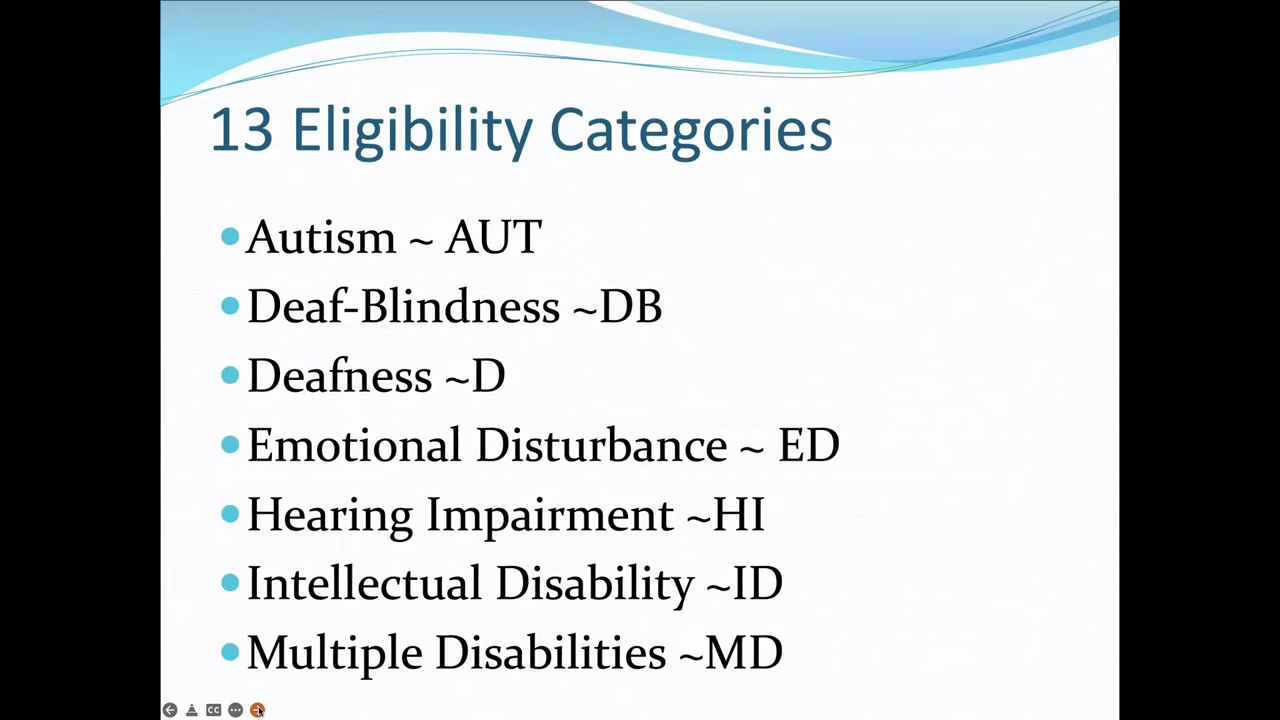 13 Eligibility Categories
Autism ~ AUT
Deaf-Blindness ~DB
Deafness ~D
Emotional Disturbance ~ ED
Hearing Impairment ~HI
Intellectual Disability ~ID
Multiple Disabilities ~MD
CC